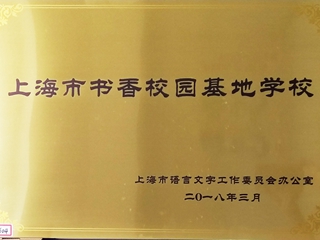 上海市书香校园基地学校
上海市语言文字工作委员会办公室
二〇一八年三月